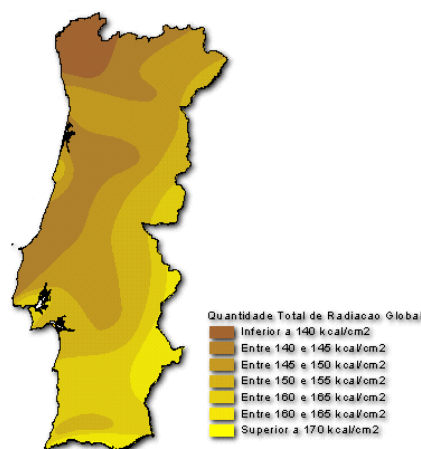 Quantidade Total de Radiacao Global
Inferior a 140 kcal/cm2
Entre 140 e 145 kcal/cm2
Entre 145 e 150 kcal/cm2
Entre 150 e 155 kcal/cm2
Entre 160 e 165 kcal/cm2
Entre 160 e 165 kcal/cm2
Superior a 170 kcal/cm2